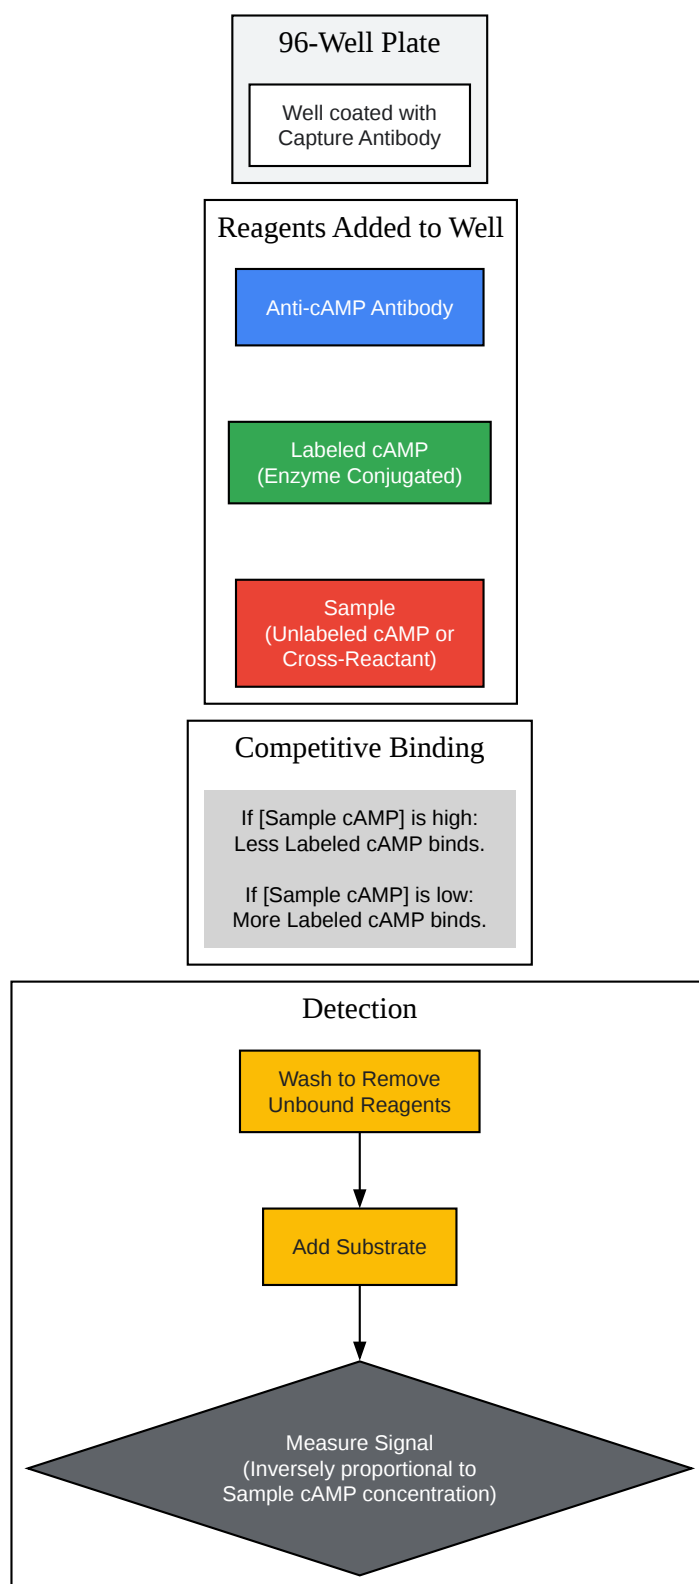 96-Well Plate
Well coated with
Capture Antibody
Reagents Added to Well
Anti-cAMP Antibody
Labeled cAMP
(Enzyme Conjugated)
Sample
(Unlabeled cAMP or
Cross-Reactant)
Competitive Binding
If [Sample cAMP] is high:
Less Labeled cAMP binds.
If [Sample cAMP] is low:
More Labeled cAMP binds.
Detection
Wash to Remove
Unbound Reagents
Add Substrate
Measure Signal
(Inversely proportional to
Sample cAMP concentration)